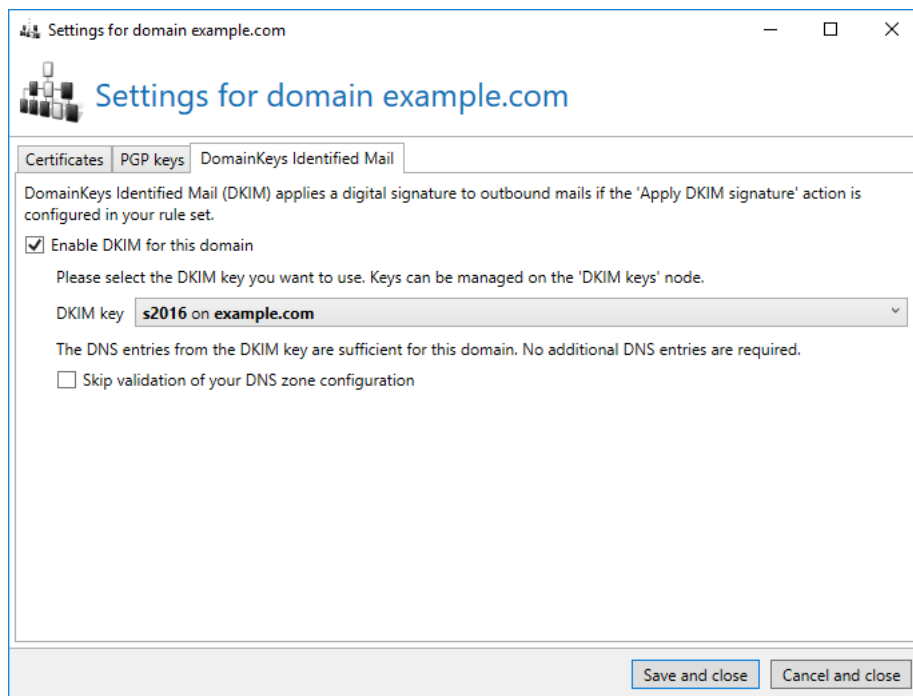 Settings for domain example.com
Settings for domain example.com
Certificates PGP keys DomainKeys Identified Mail
DomainKeys Identified Mail (DKIM) applies a digital signature to outbound mails if the 'Apply DKIM signature' action is
configured in your rule set.
Enable DKIM for this domain
Please select the DKIM key you want to use. Keys can be managed on the 'DKIM keys' node.
DKIM key s2016 on example.com
The DNS entries from the DKIM key are sufficient for this domain. No additional DNS entries are required.
Skip validation of your DNS zone configuration
Save and close Cancel and close